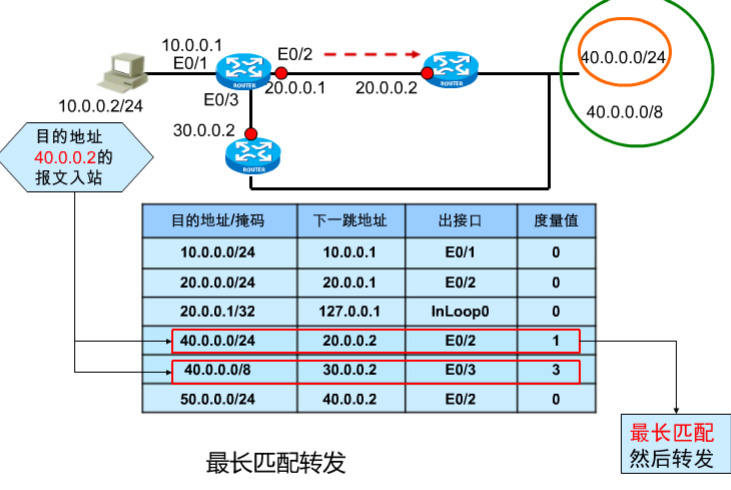 10.0.0.1
E0/1
E0/2
40.0.0.0/24
ROUTER
20.0.0.1
20.0.0.2
ROUTER
10.0.0.2/24
E0/3
40.0.0.0/8
30.0.0.2
ROUTER
目的地址
40.0.0.2的
报文入站
目的地址/掩码 下一跳地址 出接口 度量值
10.0.0.0/24 10.0.0.1 E0/1 0
20.0.0.0/24 20.0.0.1 E0/2 0
20.0.0.1/32 127.0.0.1 InLoop0 0
40.0.0.0/24 20.0.0.2 E0/2 1
40.0.0.0/8 30.0.0.2 E0/3 3
50.0.0.0/24 40.0.0.2 E0/2 0
最长匹配
然后转发
最长匹配转发